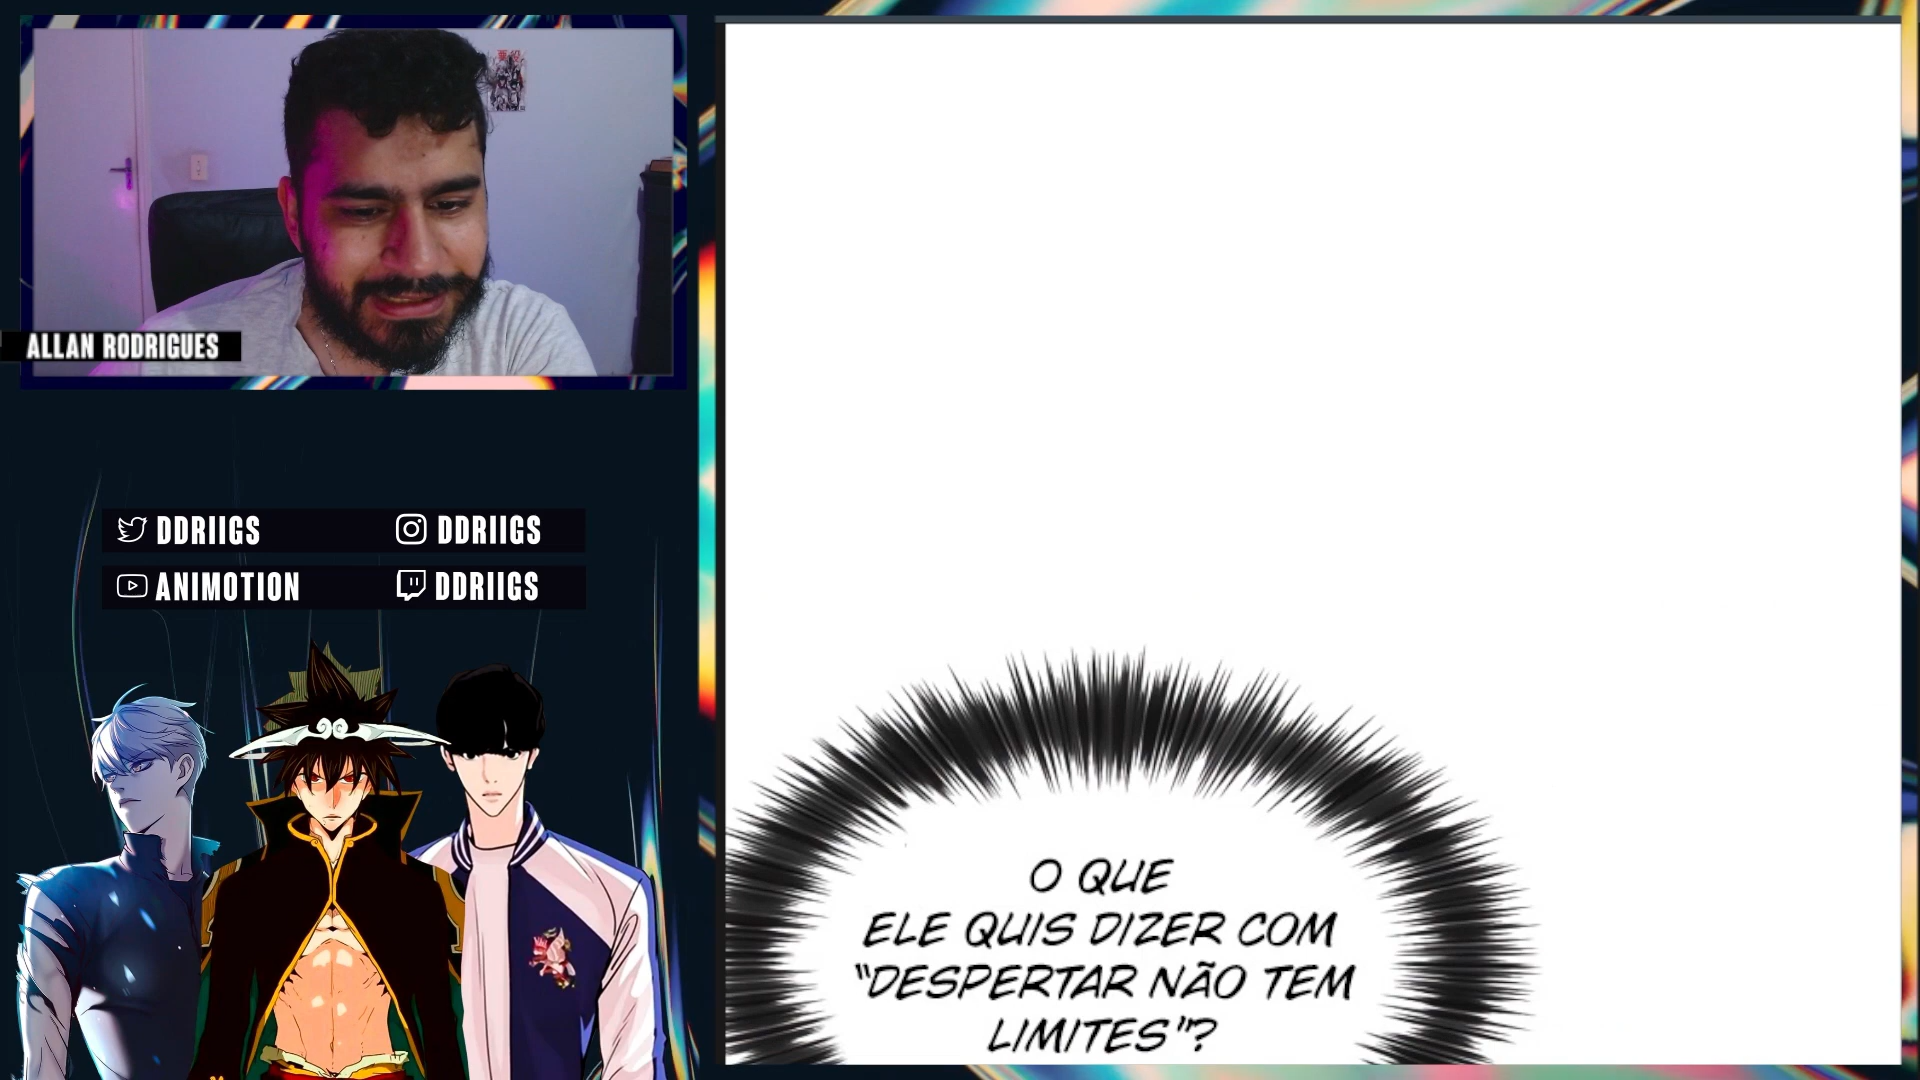 ALLAN RODRIGUES
DDRIIGS
DDRIIGS
ANIMOTION
DDRIIGS
O QUE
ELE QUIS DIZER COM
"DESPERTAR NÃO TEM
LIMITES"?